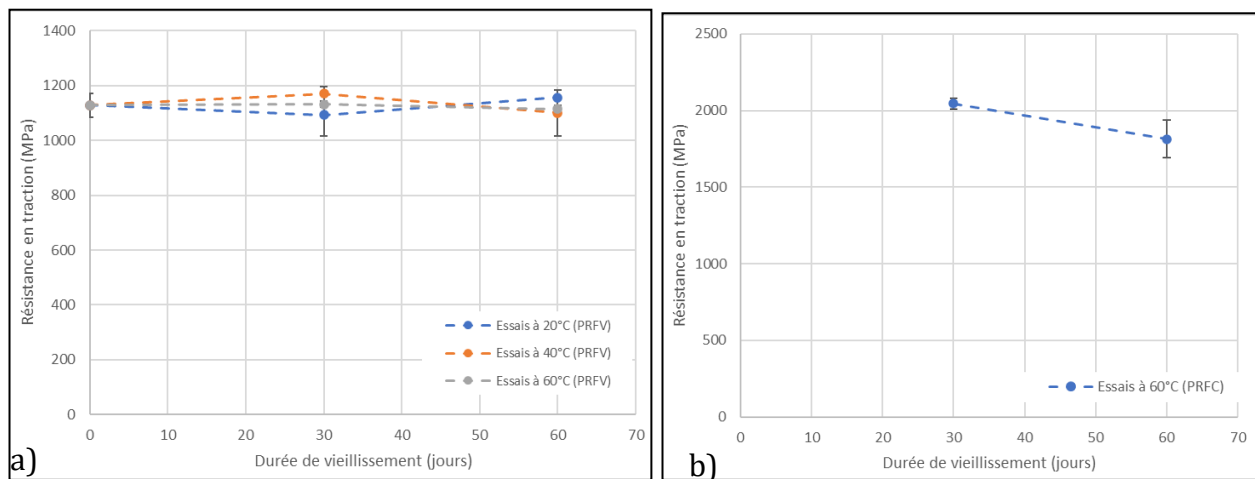 Résistance en traction (MPa)
1400
1200
1000
800
600
400
200
0
Essais à 20°C (PRFV)
Essais à 40°C (PRFV)
Essais à 60°C (PRFV)
0 10 20 30 40 50 60 70
Durée de vieillissement (jours)
a)
Résistance en traction (MPa)
2500
2000
1500
1000
500
0
Essais à 60°C (PRFC)
0 10 20 30 40 50 60 70
Durée de vieillissement (jours)
b)